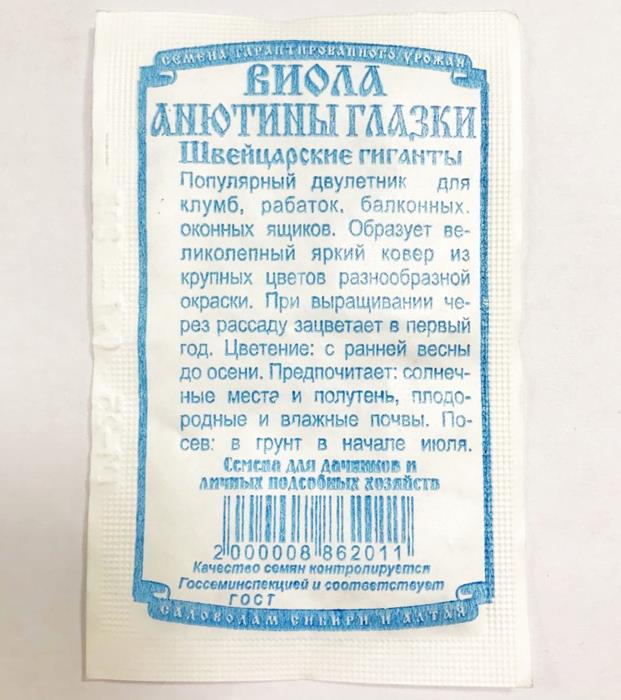 СЕМЕНА ГАРАНТИРОВАННОГО УРОЖАЯ
ВИОЛА
АНЮТИНЫ ГЛАЗКИ
ШВЕЙЦАРСКИЕ ГИГАНТЫ
Популярный двулетник для
клумб, рабаток, балконных.
оконных ящиков. Образует ве-
ликолепный яркий ковер из
крупных цветов разнообразной
окраски. При выращивании че-
рез рассаду зацветает в первый
год. Цветение: с ранней весны
до осени. Предпочитает: солнеч-
ные места и полутень, плодо-
родные и влажные почвы. По-
сев: в грунт в начале июля.
Семена для дачников и
личных подсобных хозяйств
2 000008 862011
Качество семян контролируется
Госсеминспекцией и соответствует
ГОСТ
САДОВОДАМ СИБИРИ И АЛТАЯ